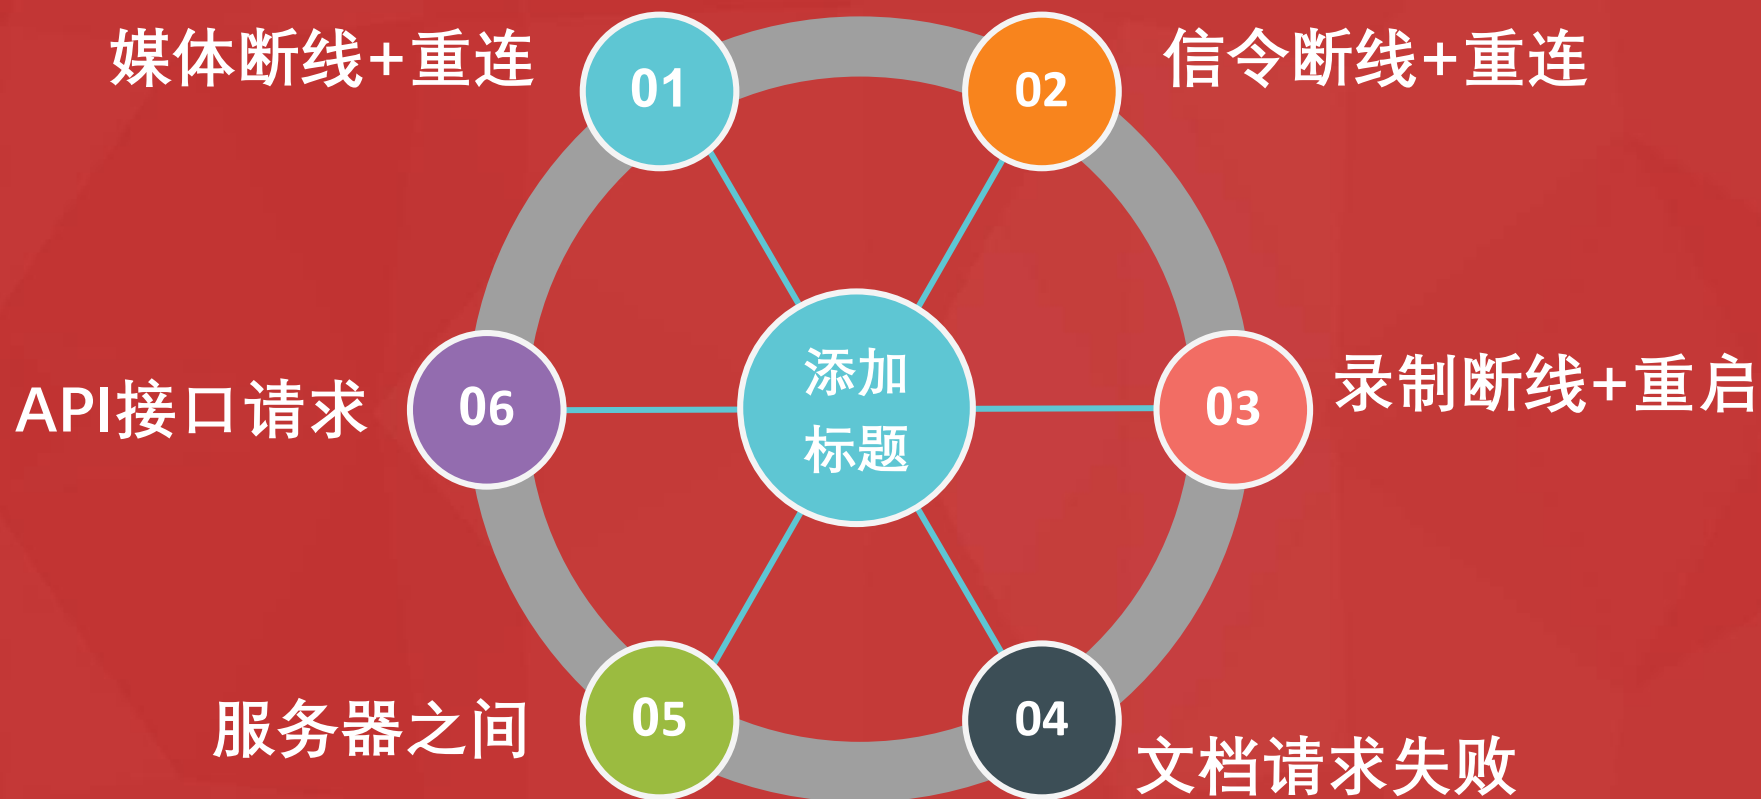 媒体断线+重连
01
02
信令断线+重连
添加
标题
API接口请求
06
03
录制断线+重启
服务器之间
05
04
文档请求失败